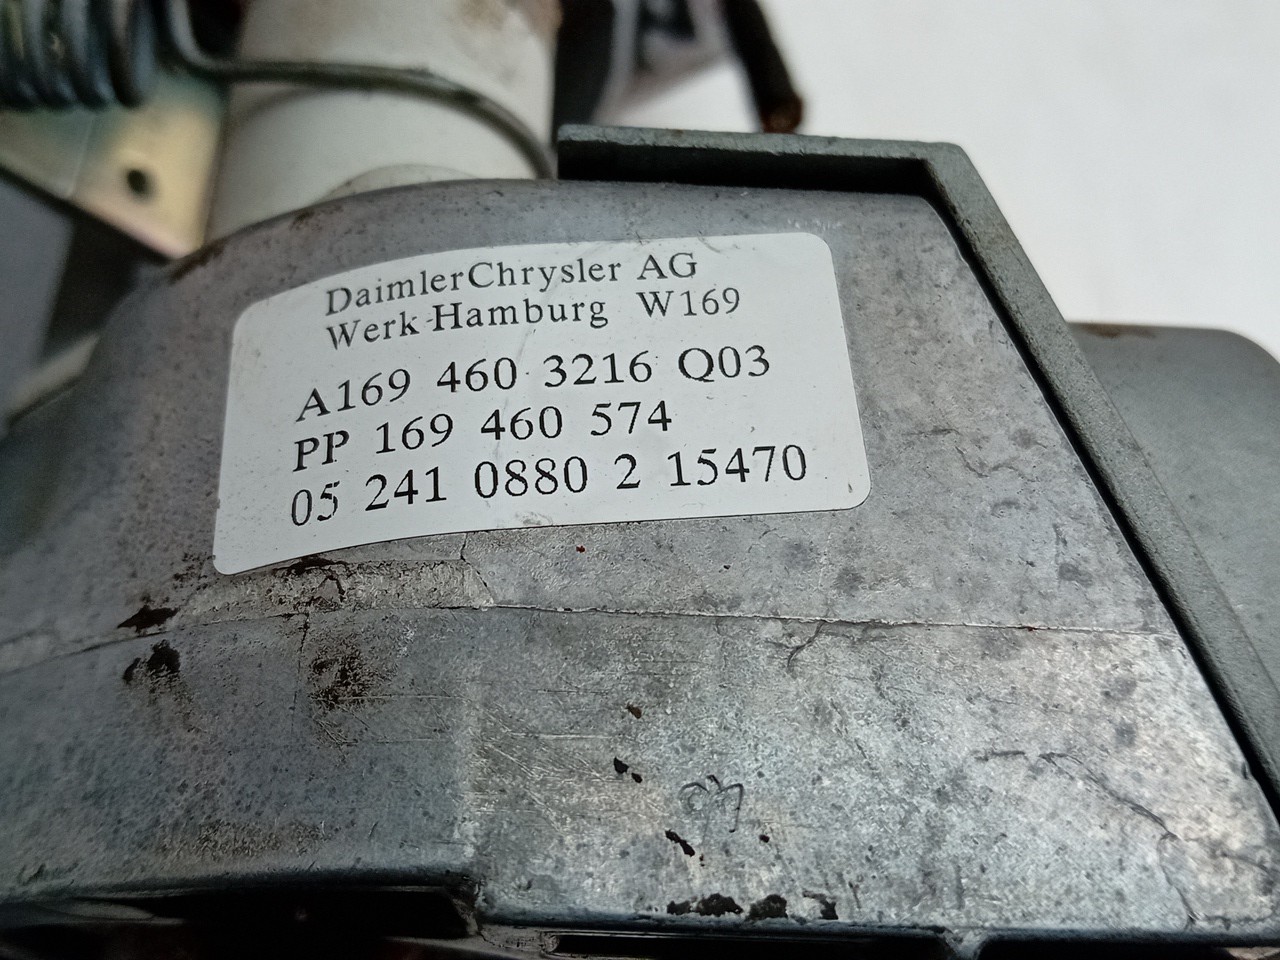 DaimlerChrysler AG
Werk-Hamburg W169
A169 460 3216 Q03
PP 169 460 574
05 241 0880 2 15470